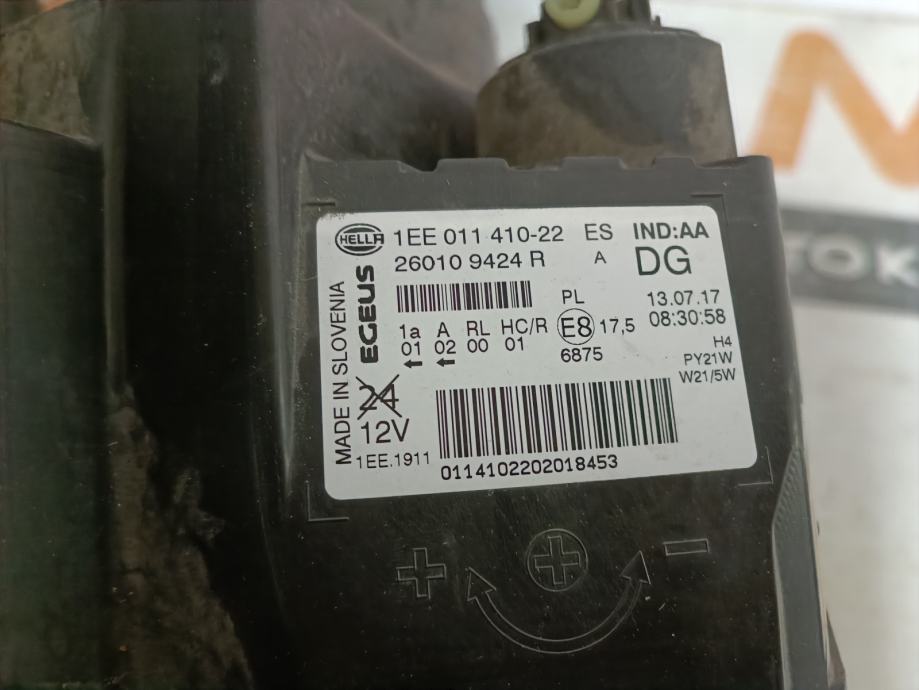 HELLA 1EE 011 410-22 ES IND:AA
26010 9424 R A DG
MADE IN SLOVENIA
EGEUS
PL 13.07.17
1a A RL HC/R E8 17,5 08:30:58
01 02 00 01 6875 H4
PY21W
W21/5W
24
12V
1EE.1911
0114102202018453